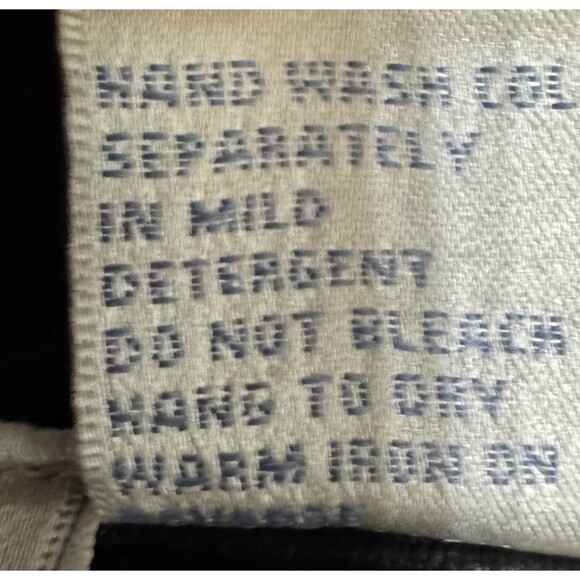 HAND WASH COL
SEPARATELY
IN MILD
DETERGENT
DO NOT BLEACH
HANG TO DRY
WARM IRON ON